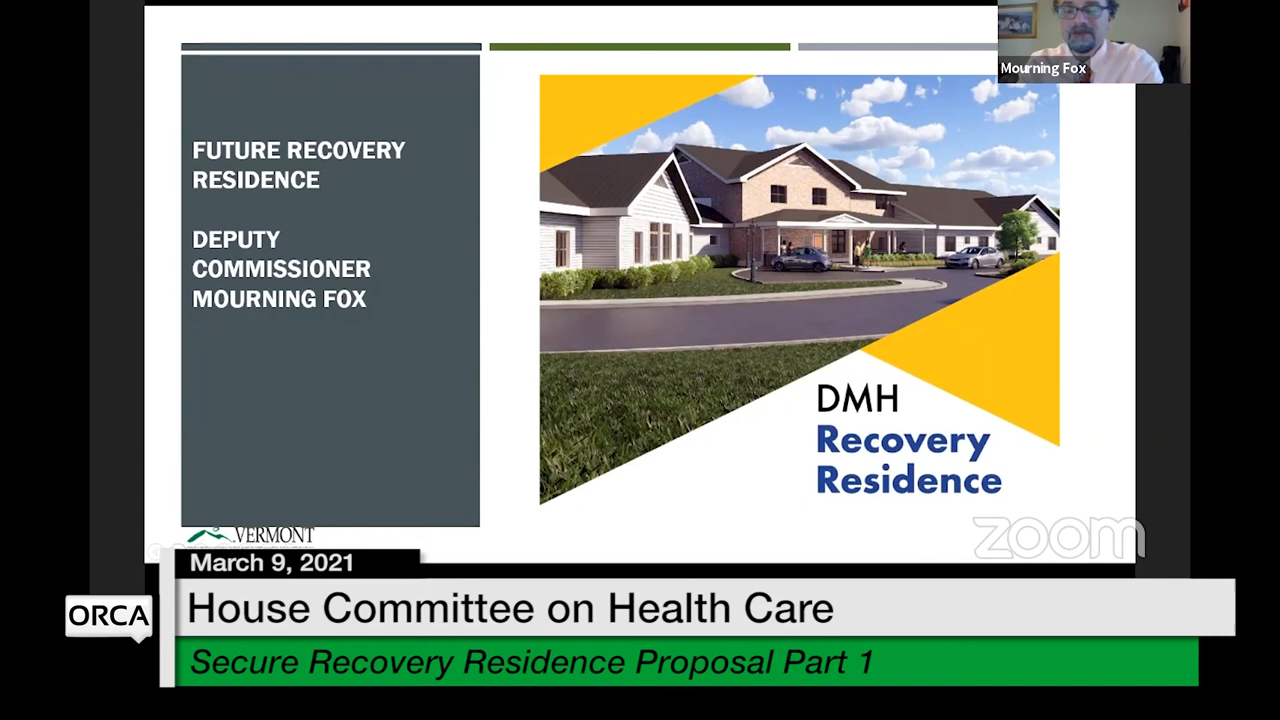 Mourning Fox
FUTURE RECOVERY
RESIDENCE
DEPUTY
COMMISSIONER
MOURNING FOX
DMH
Recovery
Residence
VERMONT
zoom
March 9, 2021
ORCA
House Committee on Health Care
Secure Recovery Residence Proposal Part 1